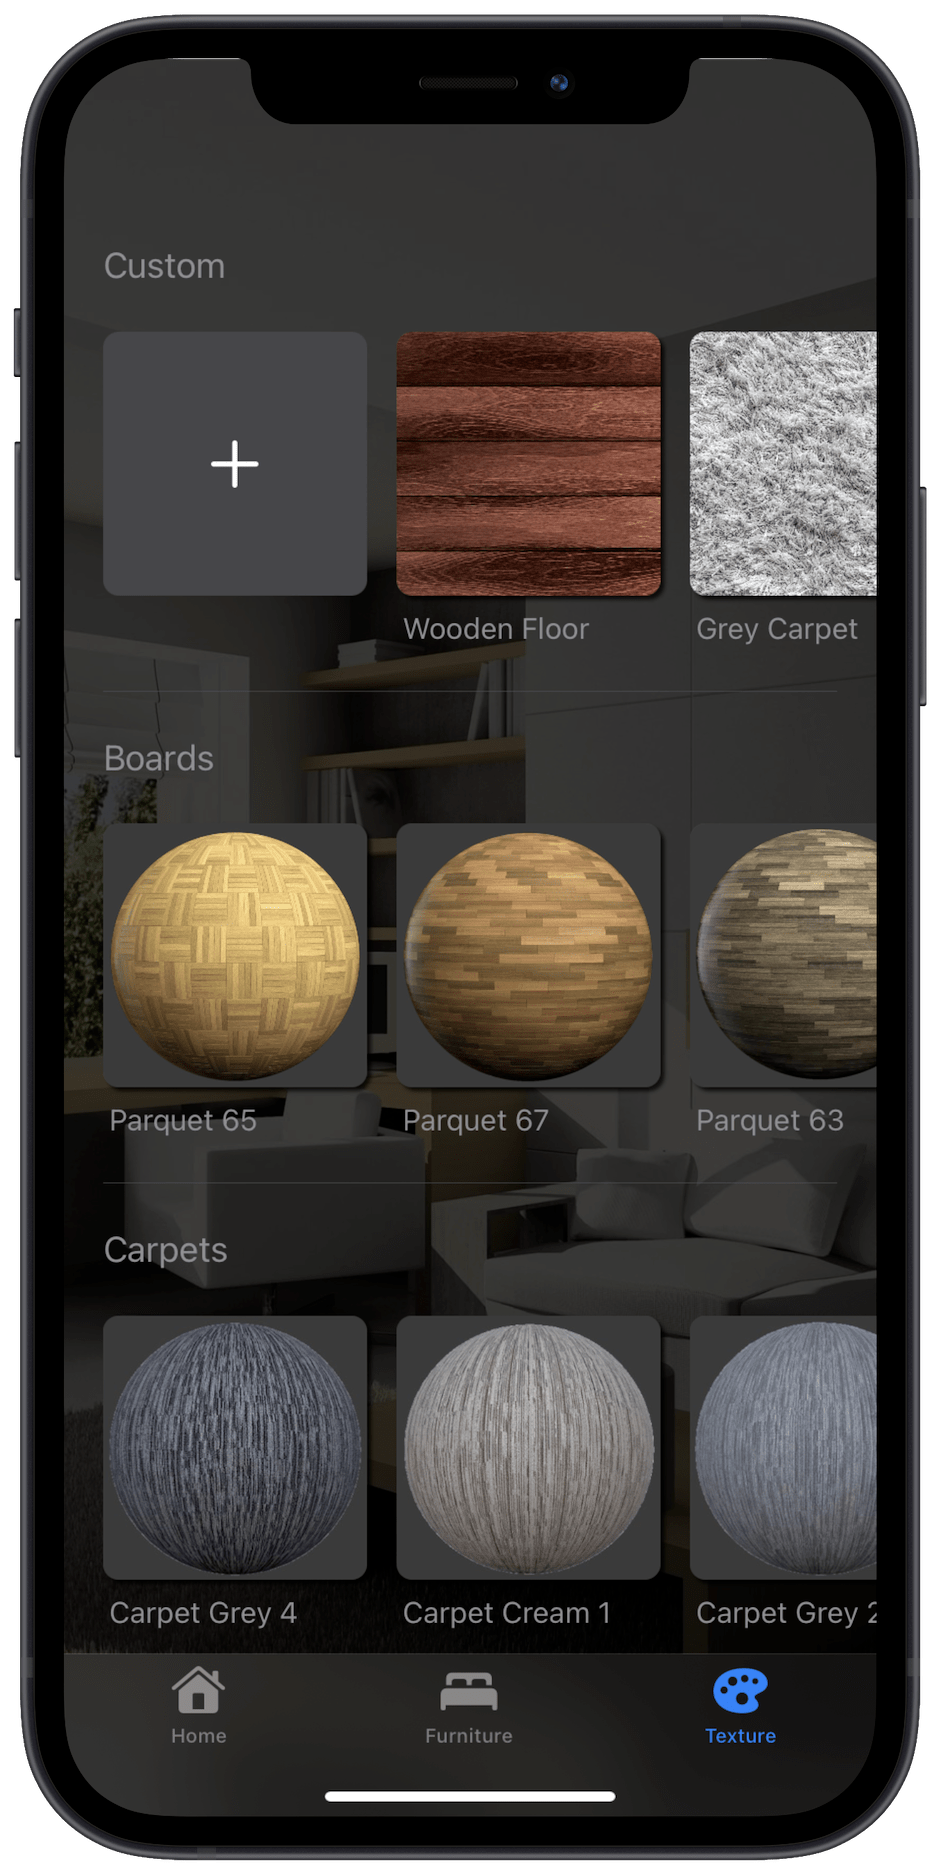 Custom
Wooden Floor
Grey Carpet
Boards
Parquet 65
Parquet 67
Parquet 63
Carpets
Carpet Grey 4
Carpet Cream 1
Carpet Grey 2
Home
Furniture
Texture